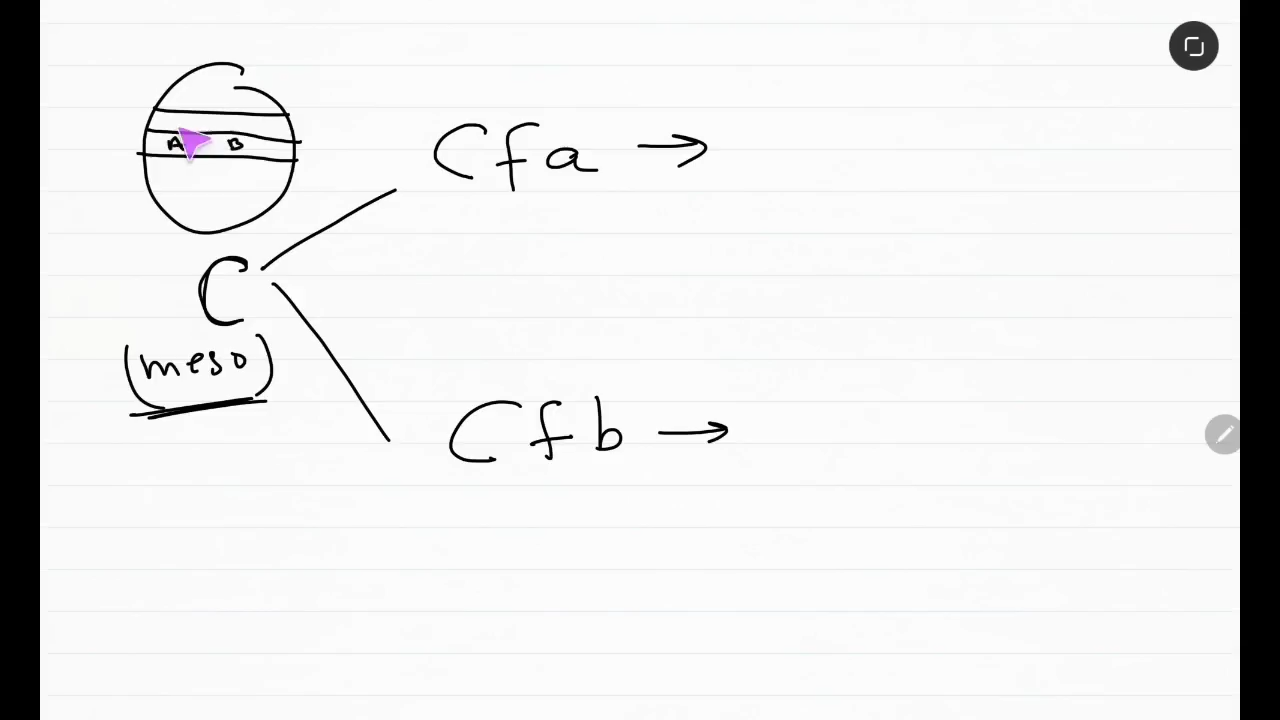 A B
Cfa →
C
(meso)
Cfb →